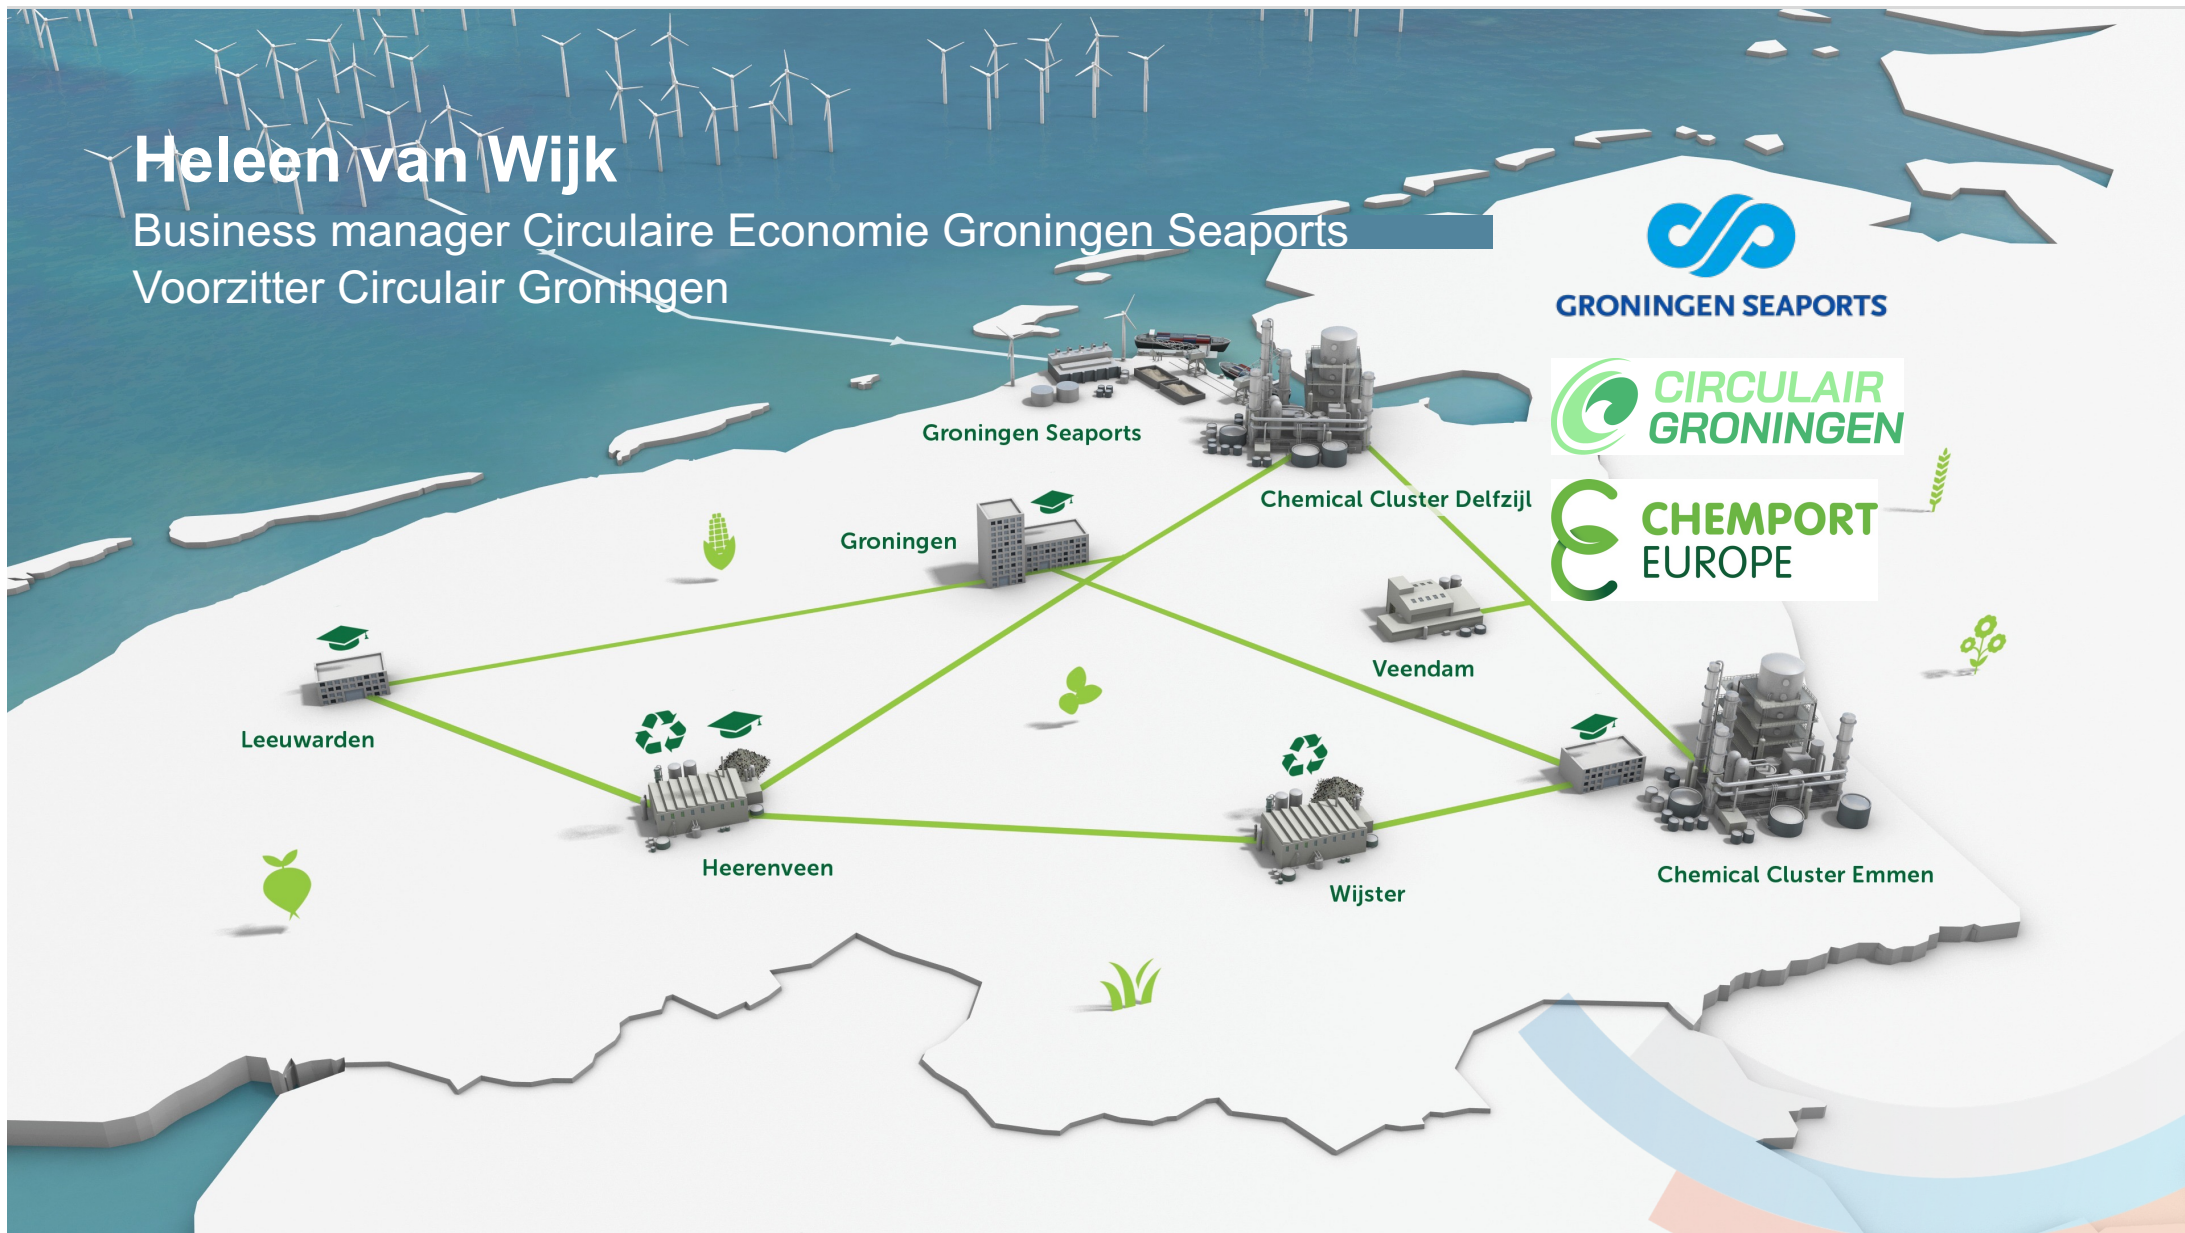 Heleen van Wijk
Business manager Circulaire Economie Groningen Seaports
Voorzitter Circulair Groningen
GRONINGEN SEAPORTS
CIRCULAIR
GRONINGEN
CHEMPORT
EUROPE
Groningen Seaports
Chemical Cluster Delfzijl
Groningen
Veendam
Leeuwarden
Heerenveen
Wijster
Chemical Cluster Emmen